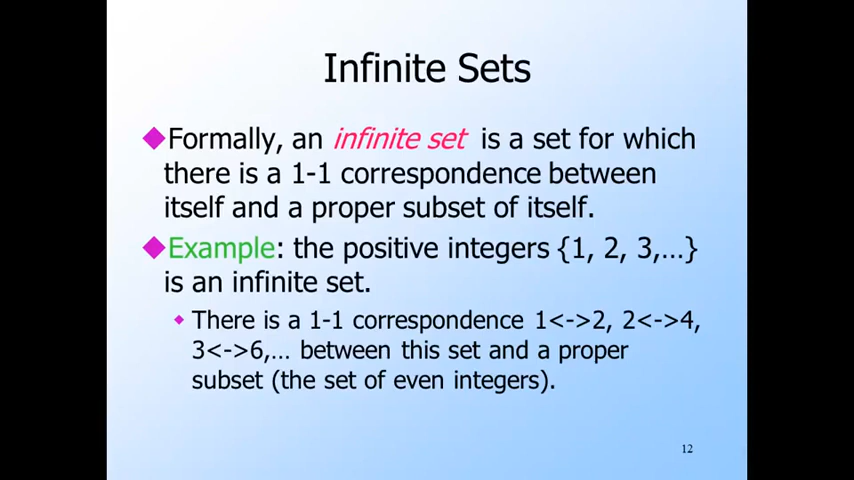 Infinite Sets
Formally, an infinite set is a set for which
there is a 1-1 correspondence between
itself and a proper subset of itself.
Example: the positive integers {1, 2, 3,…}
is an infinite set.
There is a 1-1 correspondence 1<->2, 2<->4,
3<->6,… between this set and a proper
subset (the set of even integers).
12